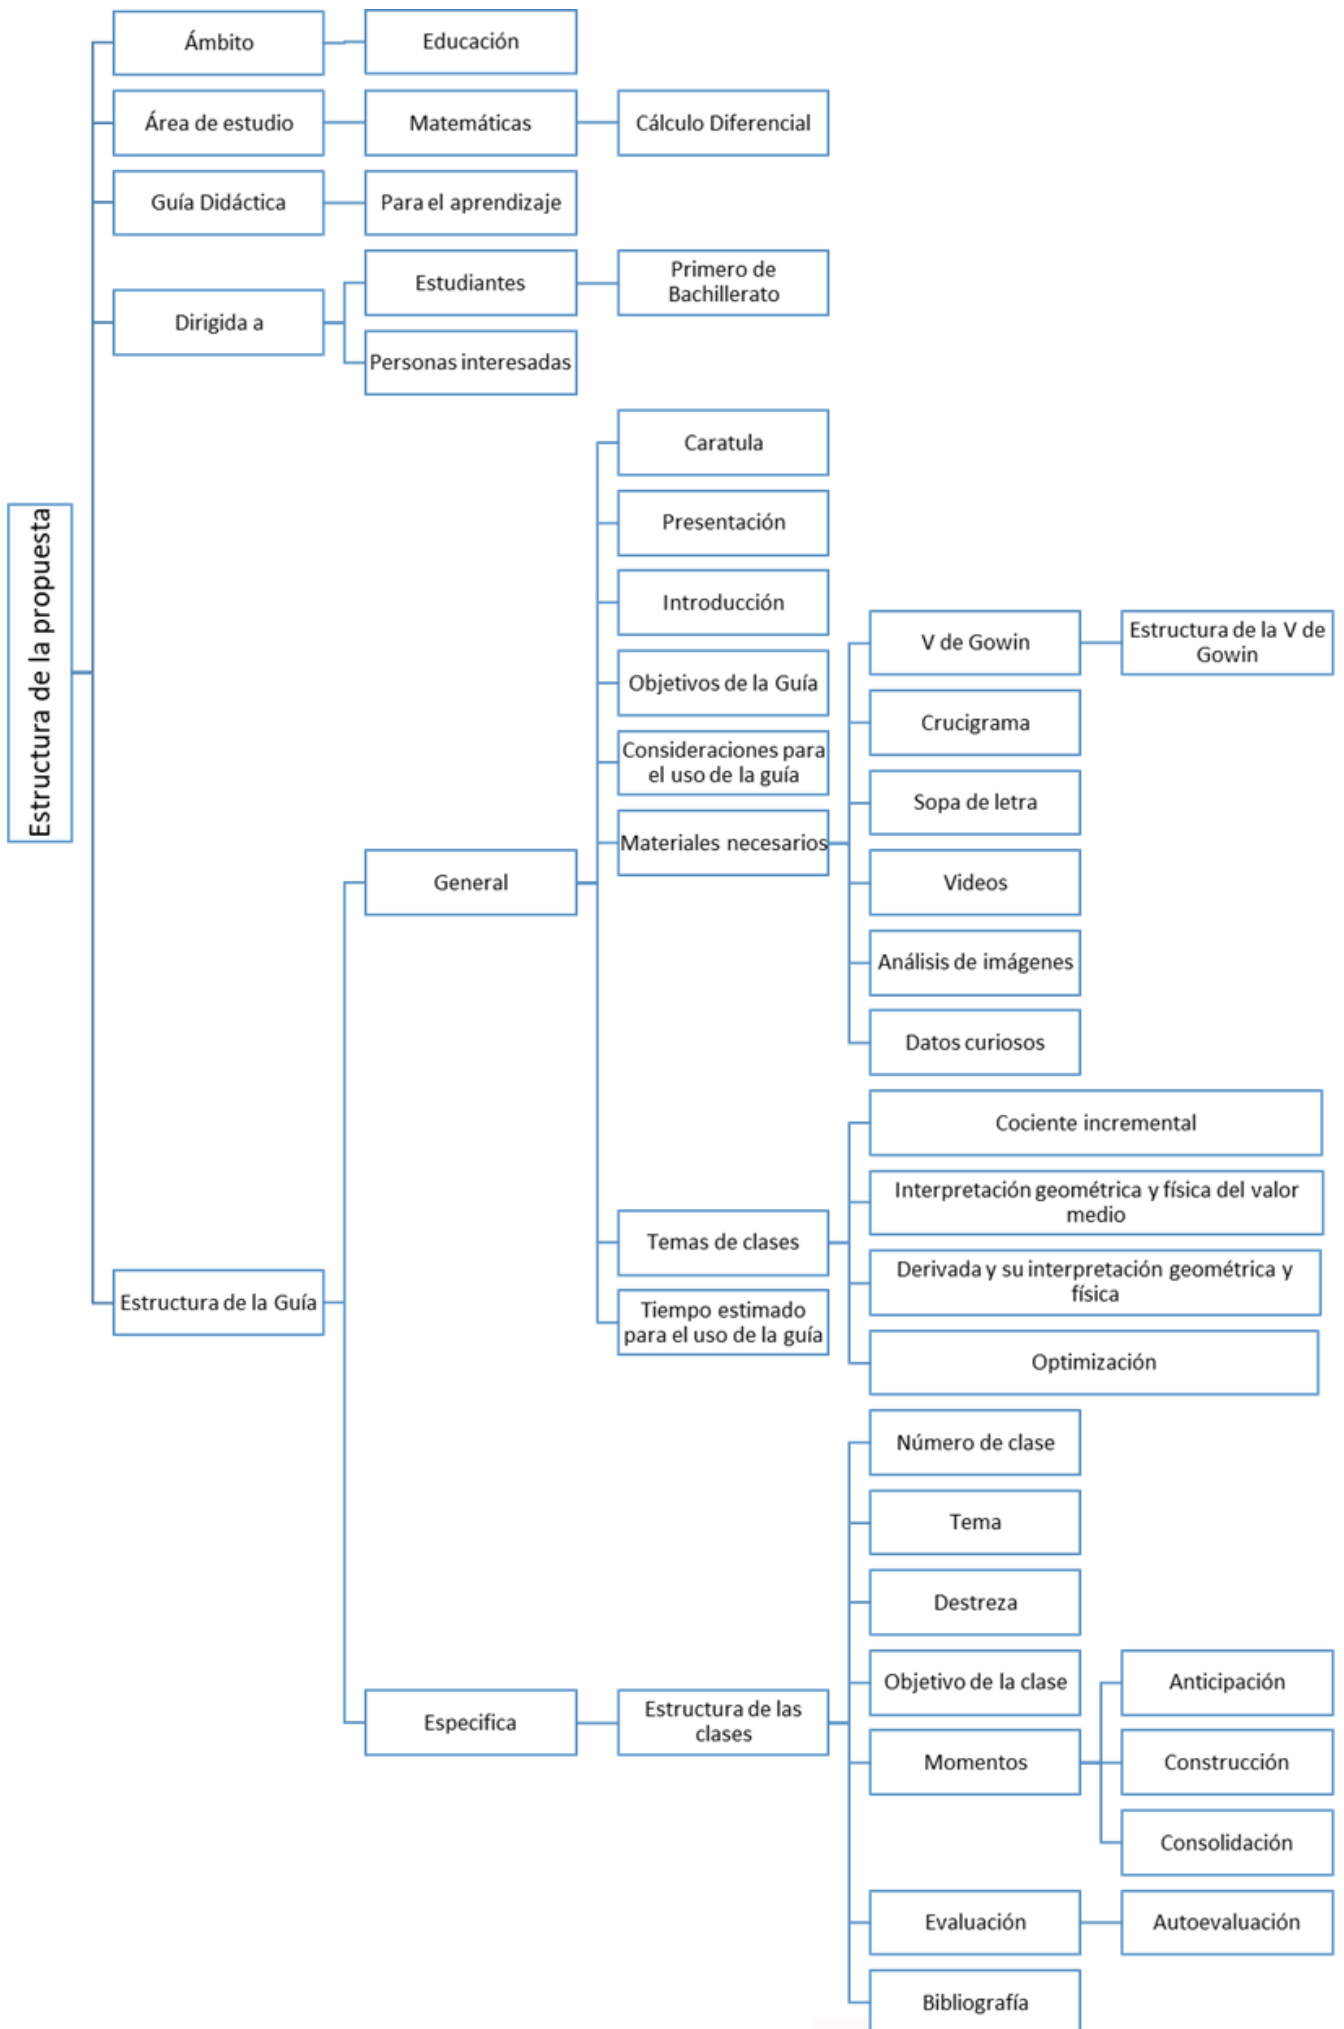 Estructura de la propuesta
Ámbito
Educación
Área de estudio
Matemáticas
Cálculo Diferencial
Guía Didáctica
Para el aprendizaje
Dirigida a
Estudiantes
Primero de
Bachillerato
Personas interesadas
Estructura de la Guía
General
Caratula
Presentación
Introducción
Objetivos de la Guía
Consideraciones para
el uso de la guía
Materiales necesarios
V de Gowin
Estructura de la V de
Gowin
Crucigrama
Sopa de letra
Videos
Análisis de imágenes
Datos curiosos
Temas de clases
Cociente incremental
Interpretación geométrica y física del valor
medio
Derivada y su interpretación geométrica y
física
Optimización
Tiempo estimado
para el uso de la guía
Especifica
Estructura de las
clases
Número de clase
Tema
Destreza
Objetivo de la clase
Momentos
Anticipación
Construcción
Consolidación
Evaluación
Autoevaluación
Bibliografía